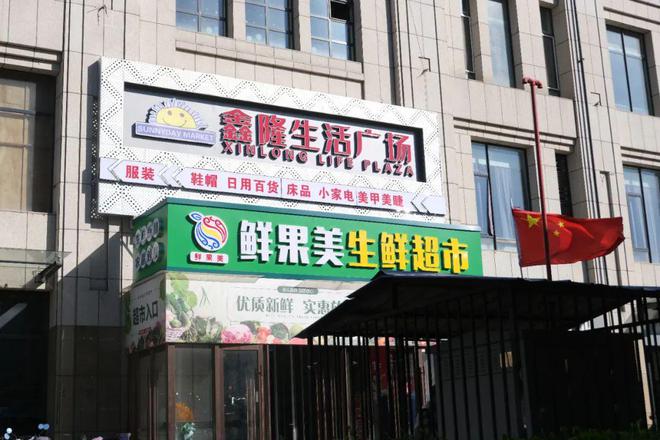 鑫隆生活广场
SUNNYDAY MARKET
XINLONG LIFE PLAZA
服装 鞋帽 日用百货 床品 小家电 美甲美睫
鲜果美生鲜超市
鲜果美
优质新鲜 实惠
超市入口